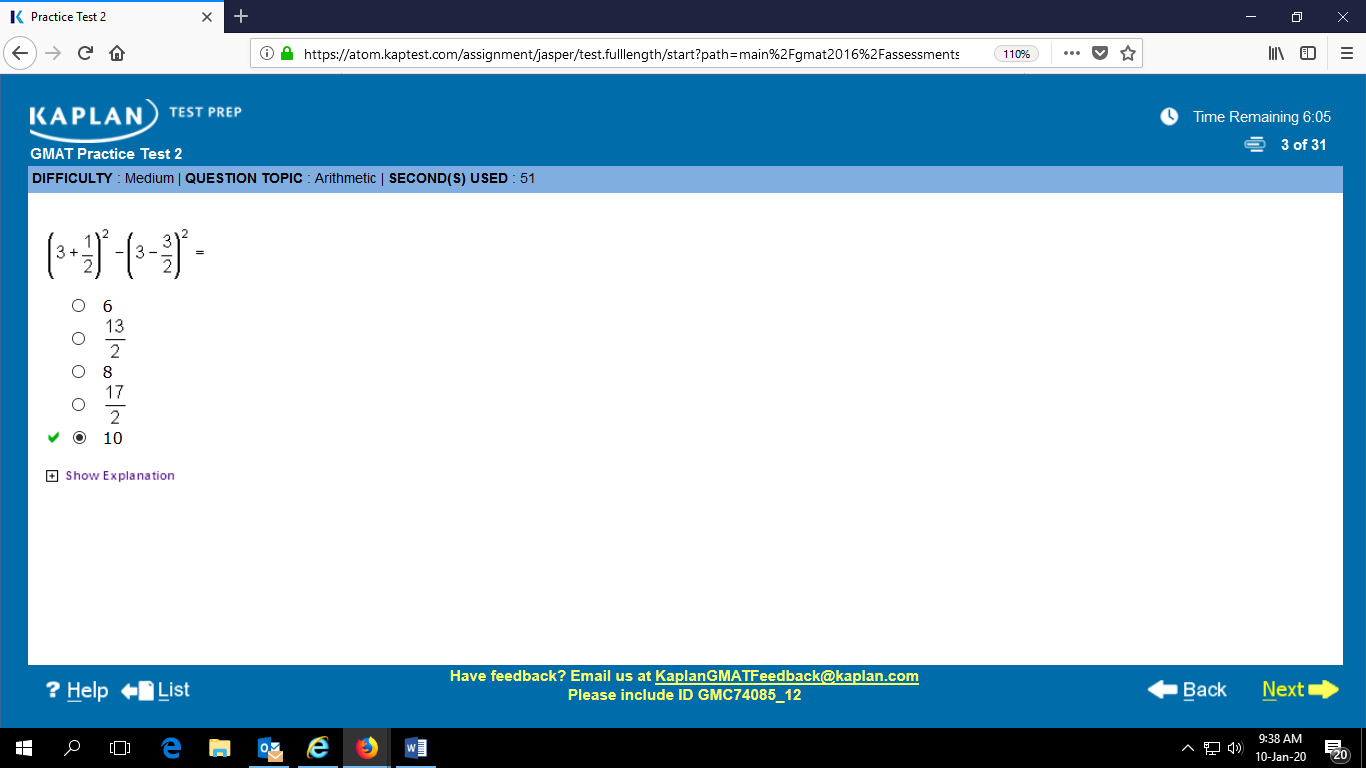 Practice Test 2
https://atom.kaptest.com/assignment/jasper/test.fulllength/start?path=main%2Fgmat2016%2Fassessments
110%
KAPLAN TEST PREP
Time Remaining 6:05
GMAT Practice Test 2
3 of 31
DIFFICULTY : Medium | QUESTION TOPIC : Arithmetic | SECOND(S) USED : 51
(3 + 1/2)² − (3 − 3/2)² =
6
13/2
8
17/2
10
Show Explanation
Have feedback? Email us at KaplanGMATFeedback@kaplan.com
Please include ID GMC74085_12
? Help List
Back Next
9:38 AM
10-Jan-20
20